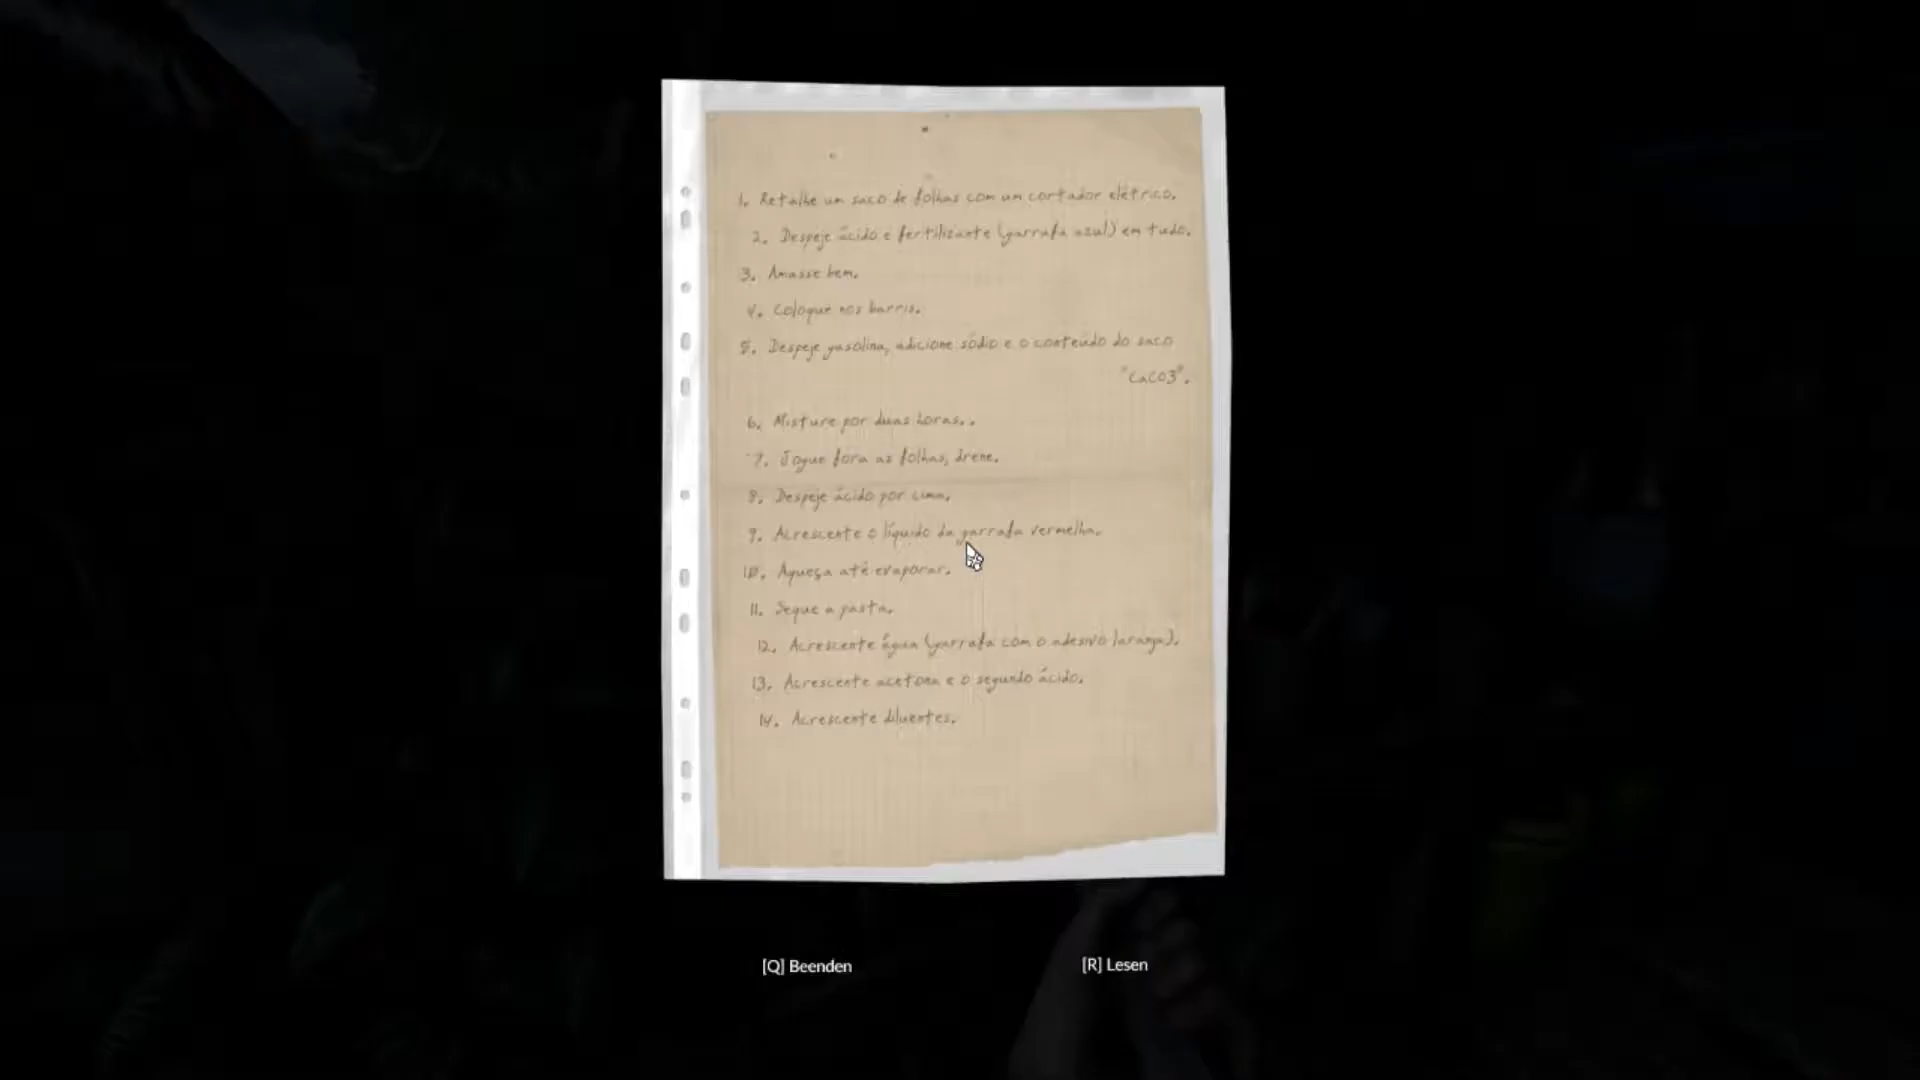 1. Retalhe um saco de folhas com um cortador elétrico.
2. Despeje ácido e fertilizante (garrafa azul) em tudo.
3. Amasse bem.
4. Coloque nos barris.
5. Despeje gasolina, adicione sódio e o conteúdo do saco
"CaCO3".
6. Misture por duas horas..
7. Jogue fora as folhas, drene.
8. Despeje ácido por cima.
9. Acrescente o líquido da garrafa vermelha.
10. Aqueça até evaporar.
11. Seque a pasta.
12. Acrescente água (garrafa com o adesivo laranja).
13. Acrescente acetona e o segundo ácido.
14. Acrescente diluentes.
[Q] Beenden
[R] Lesen